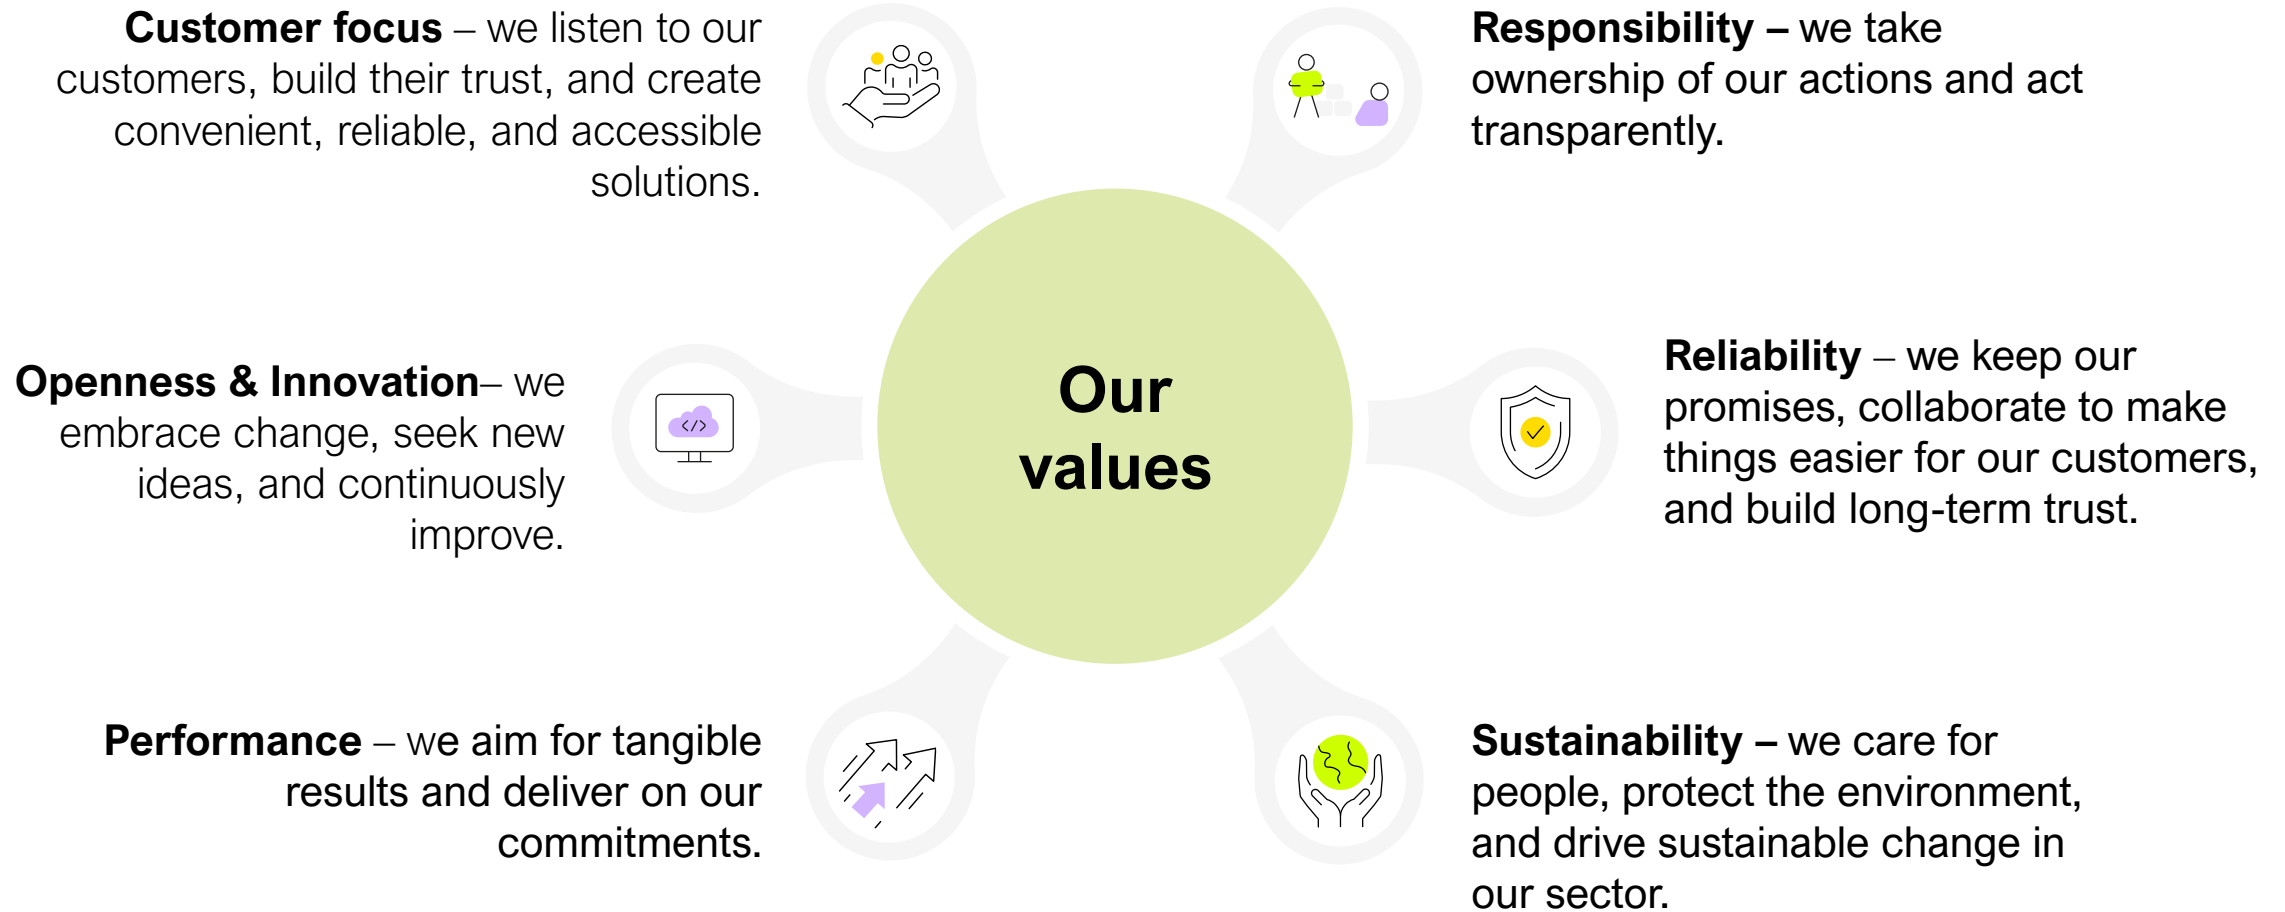 Customer focus – we listen to our
customers, build their trust, and create
convenient, reliable, and accessible
solutions.
Responsibility – we take
ownership of our actions and act
transparently.
Openness & Innovation– we
embrace change, seek new
ideas, and continuously
improve.
Our
values
Reliability – we keep our
promises, collaborate to make
things easier for our customers,
and build long-term trust.
Performance – we aim for tangible
results and deliver on our
commitments.
Sustainability – we care for
people, protect the environment,
and drive sustainable change in
our sector.